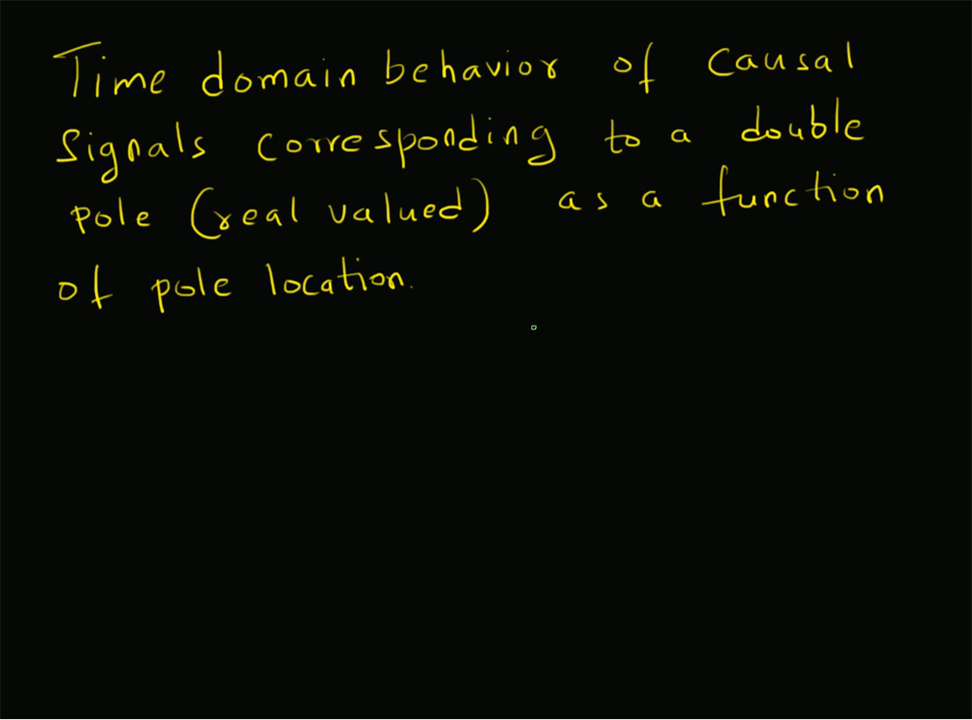 Time domain behavior of causal
Signals corresponding to a double
pole (real valued) as a function
of pole location.